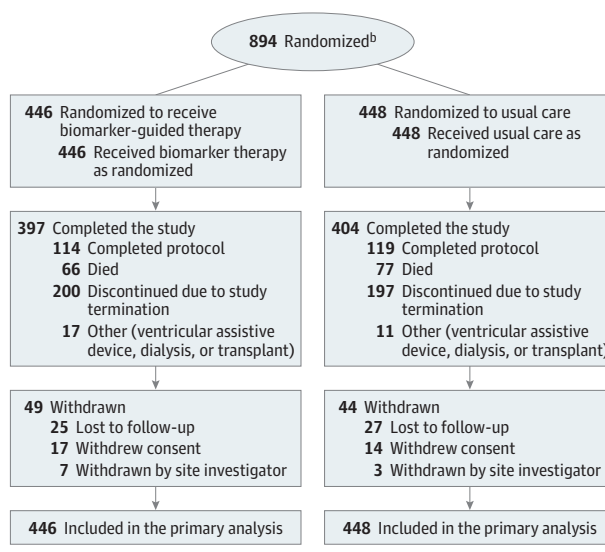 894 Randomizedb
446 Randomized to receive
biomarker-guided therapy
446 Received biomarker therapy
as randomized
448 Randomized to usual care
448 Received usual care as
randomized
397 Completed the study
114 Completed protocol
66 Died
200 Discontinued due to study
termination
17 Other (ventricular assistive
device, dialysis, or transplant)
404 Completed the study
119 Completed protocol
77 Died
197 Discontinued due to study
termination
11 Other (ventricular assistive
device, dialysis, or transplant)
49 Withdrawn
25 Lost to follow-up
17 Withdrew consent
7 Withdrawn by site investigator
44 Withdrawn
27 Lost to follow-up
14 Withdrew consent
3 Withdrawn by site investigator
446 Included in the primary analysis
448 Included in the primary analysis